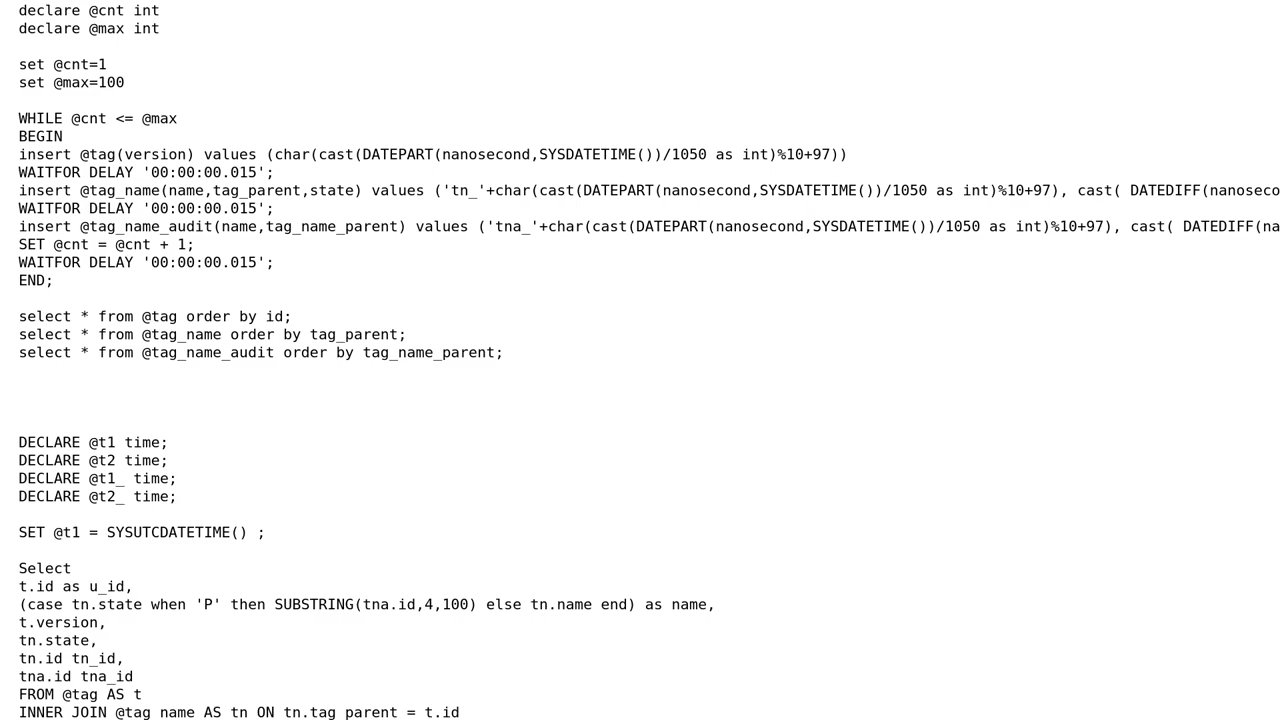 declare @cnt int
declare @max int
set @cnt=1
set @max=100
WHILE @cnt <= @max
BEGIN
insert @tag(version) values (char(cast(DATEPART(nanosecond,SYSDATETIME())/1050 as int)%10+97))
WAITFOR DELAY '00:00:00.015';
insert @tag_name(name,tag_parent,state) values ('tn_'+char(cast(DATEPART(nanosecond,SYSDATETIME())/1050 as int)%10+97), cast( DATEDIFF(nanoseco
WAITFOR DELAY '00:00:00.015';
insert @tag_name_audit(name,tag_name_parent) values ('tna_'+char(cast(DATEPART(nanosecond,SYSDATETIME())/1050 as int)%10+97), cast( DATEDIFF(na
SET @cnt = @cnt + 1;
WAITFOR DELAY '00:00:00.015';
END;
select * from @tag order by id;
select * from @tag_name order by tag_parent;
select * from @tag_name_audit order by tag_name_parent;
DECLARE @t1 time;
DECLARE @t2 time;
DECLARE @t1_ time;
DECLARE @t2_ time;
SET @t1 = SYSUTCDATETIME() ;
Select
t.id as u_id,
(case tn.state when 'P' then SUBSTRING(tna.id,4,100) else tn.name end) as name,
t.version,
tn.state,
tn.id tn_id,
tna.id tna_id
FROM @tag AS t
INNER JOIN @tag_name AS tn ON tn.tag_parent = t.id